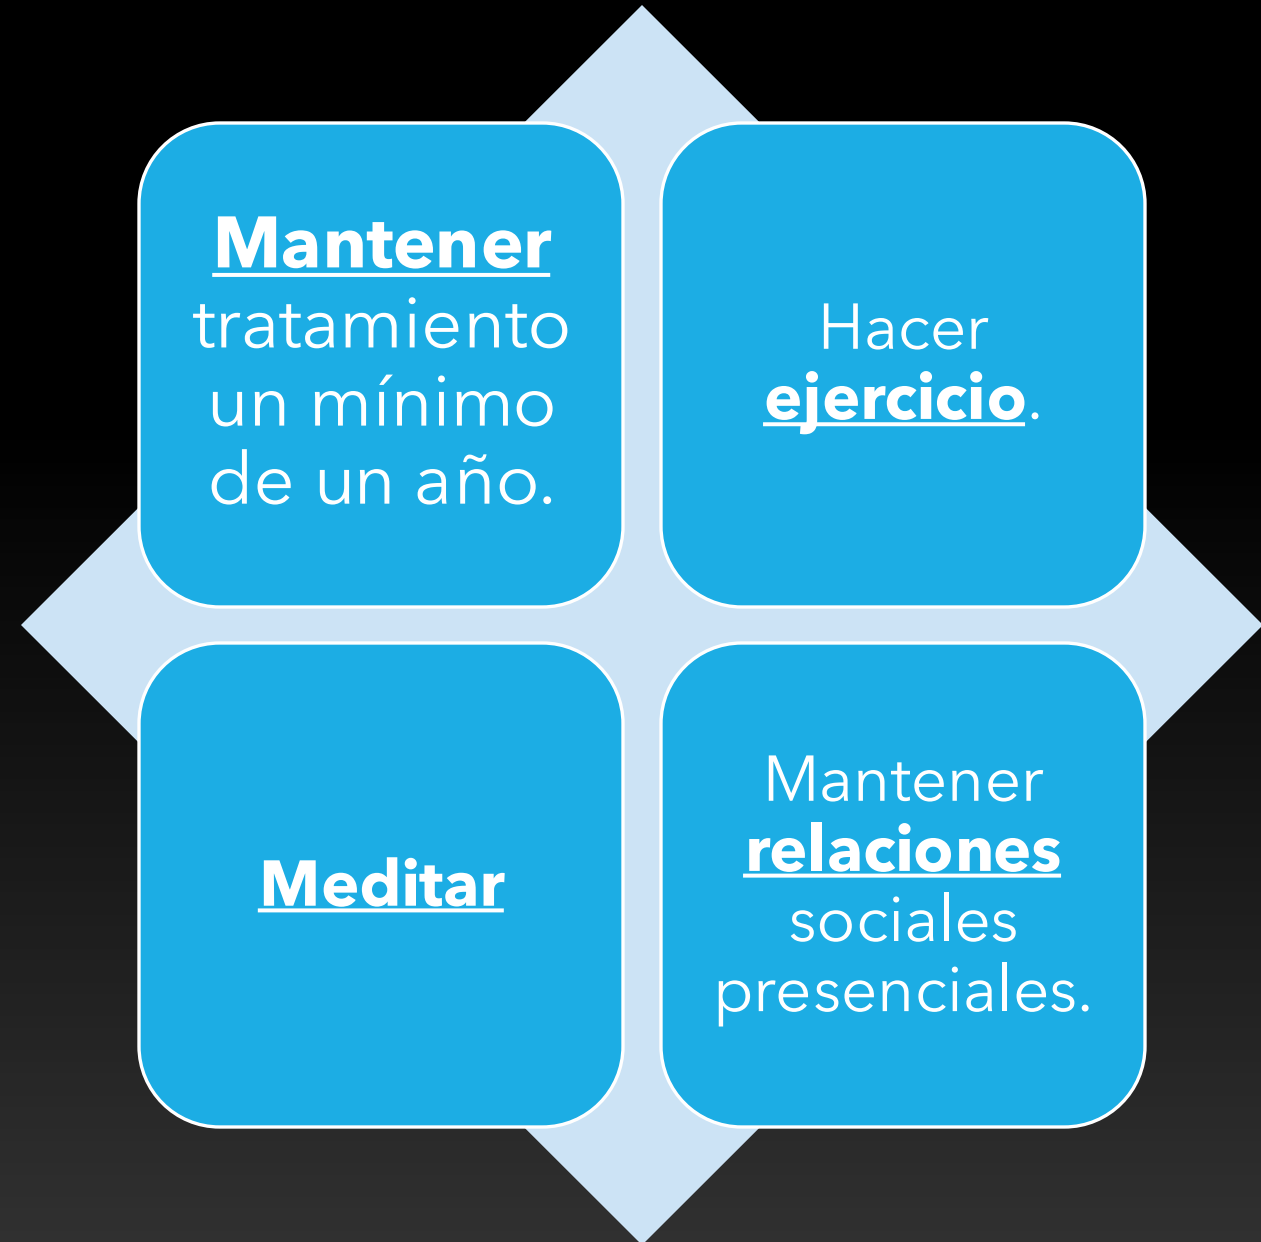 Mantener
tratamiento
un mínimo
de un año.
Hacer
ejercicio.
Meditar
Mantener
relaciones
sociales
presenciales.